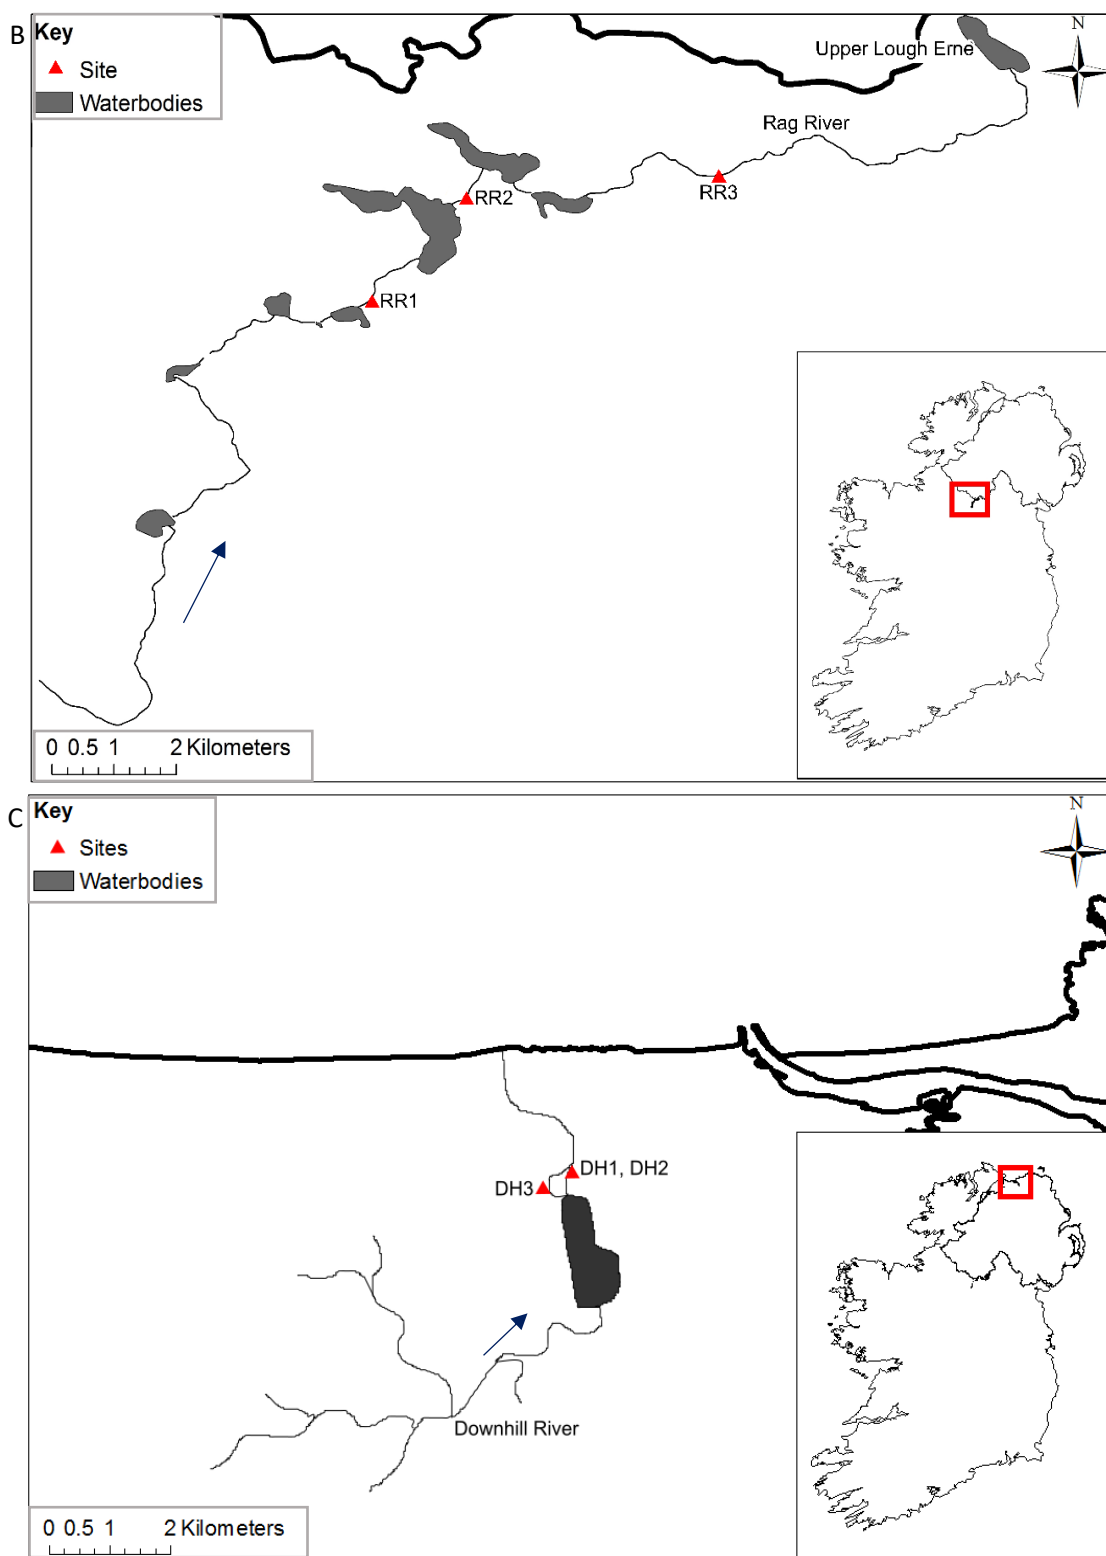 B
Key
Site
Waterbodies
Upper Lough Erne
N
Rag River
RR3
RR2
RR1
0 0.5 1 2 Kilometers
C
Key
Sites
Waterbodies
N
DH1, DH2
DH3
Downhill River
0 0.5 1 2 Kilometers